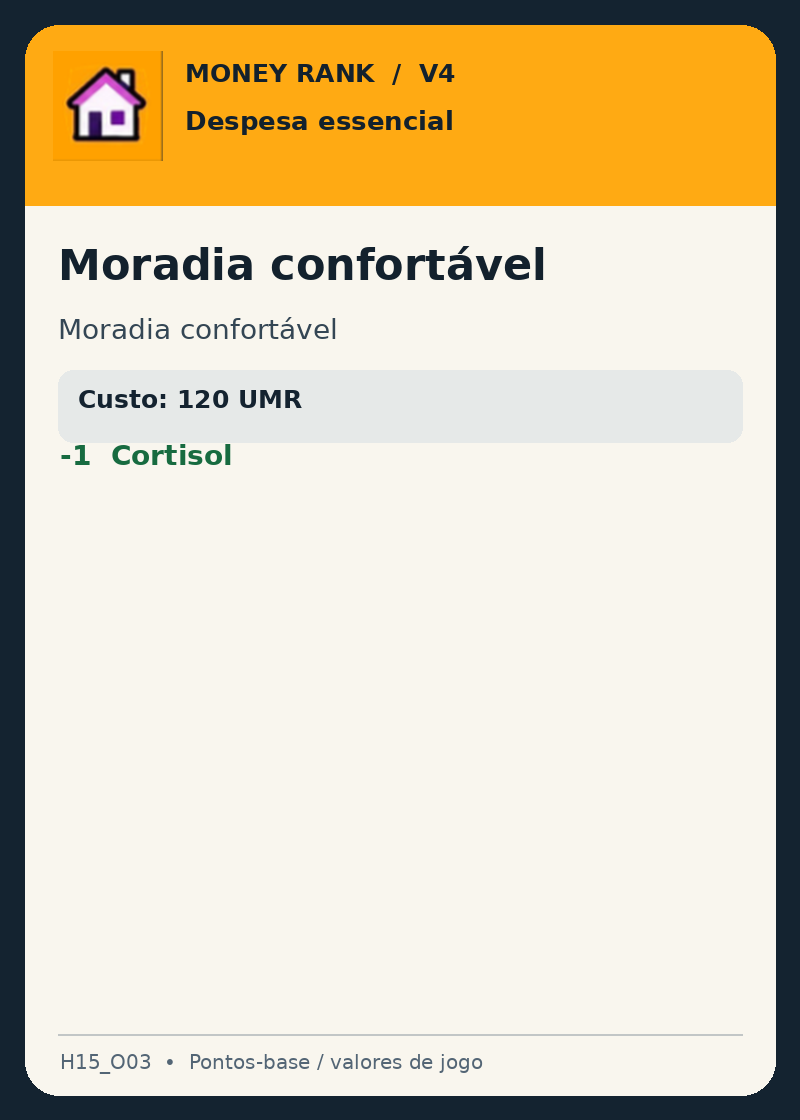 MONEY RANK / V4
Despesa essencial
Moradia confortável
Moradia confortável
Custo: 120 UMR
-1 Cortisol
H15_O03 • Pontos-base / valores de jogo